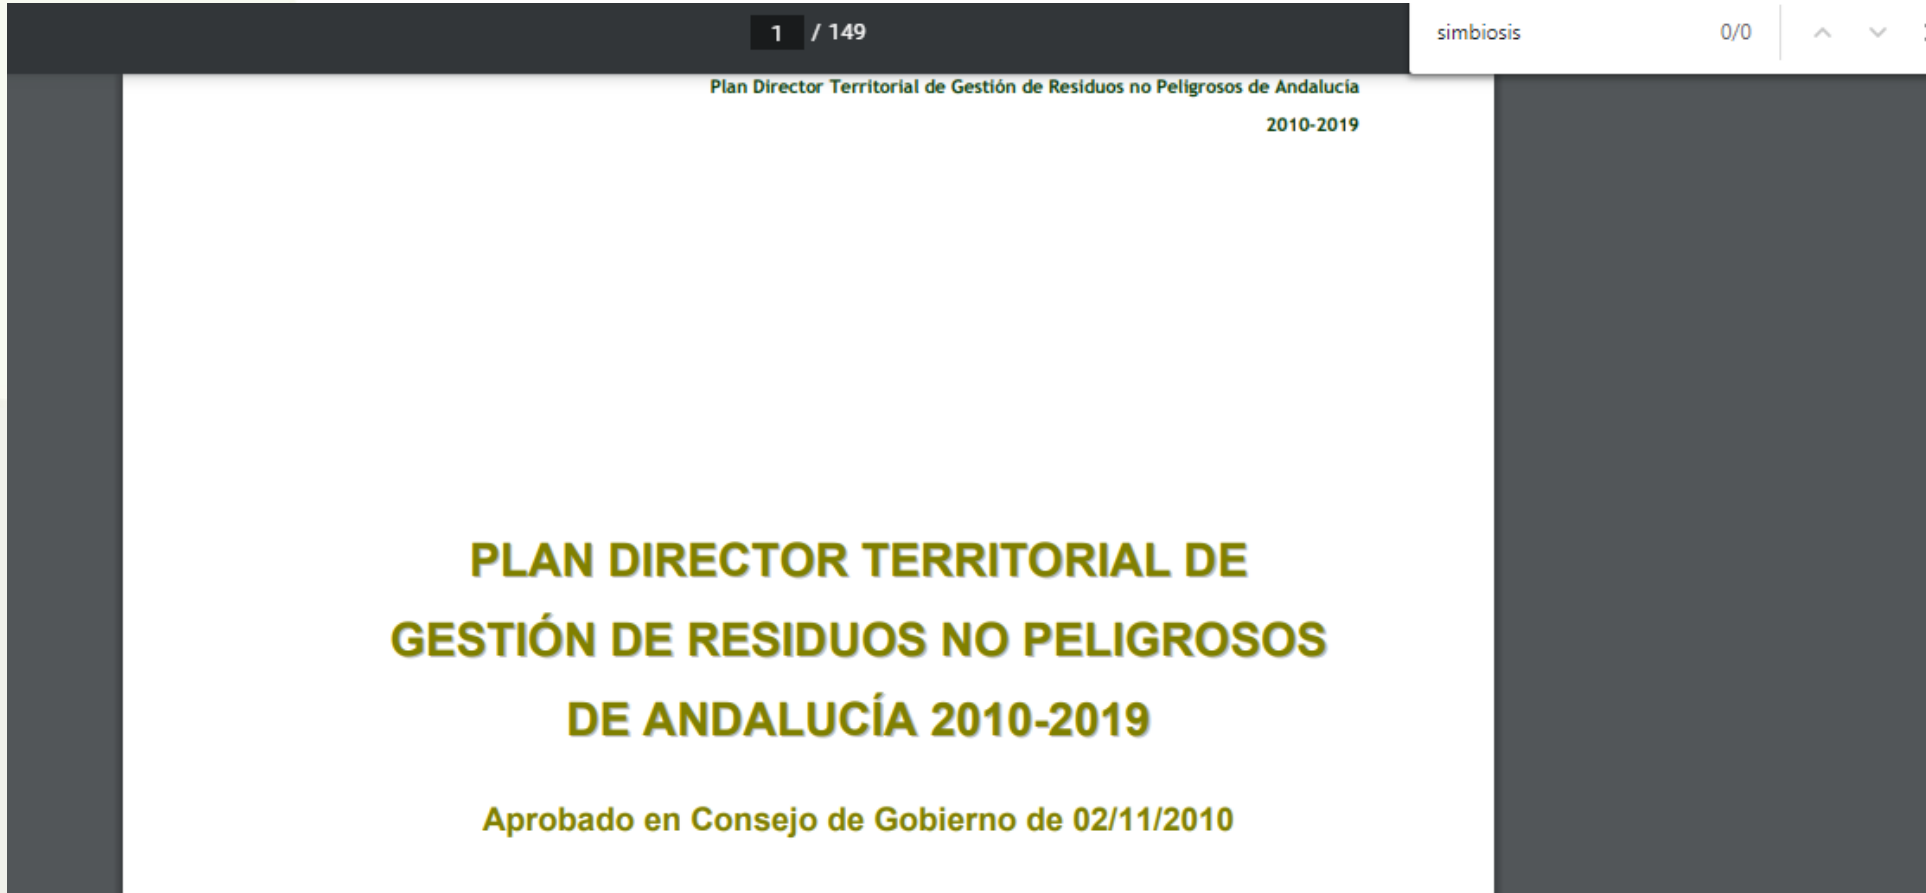 1 / 149
simbiosis 0/0
Plan Director Territorial de Gestión de Residuos no Peligrosos de Andalucía
2010-2019
PLAN DIRECTOR TERRITORIAL DE
GESTIÓN DE RESIDUOS NO PELIGROSOS
DE ANDALUCÍA 2010-2019
Aprobado en Consejo de Gobierno de 02/11/2010